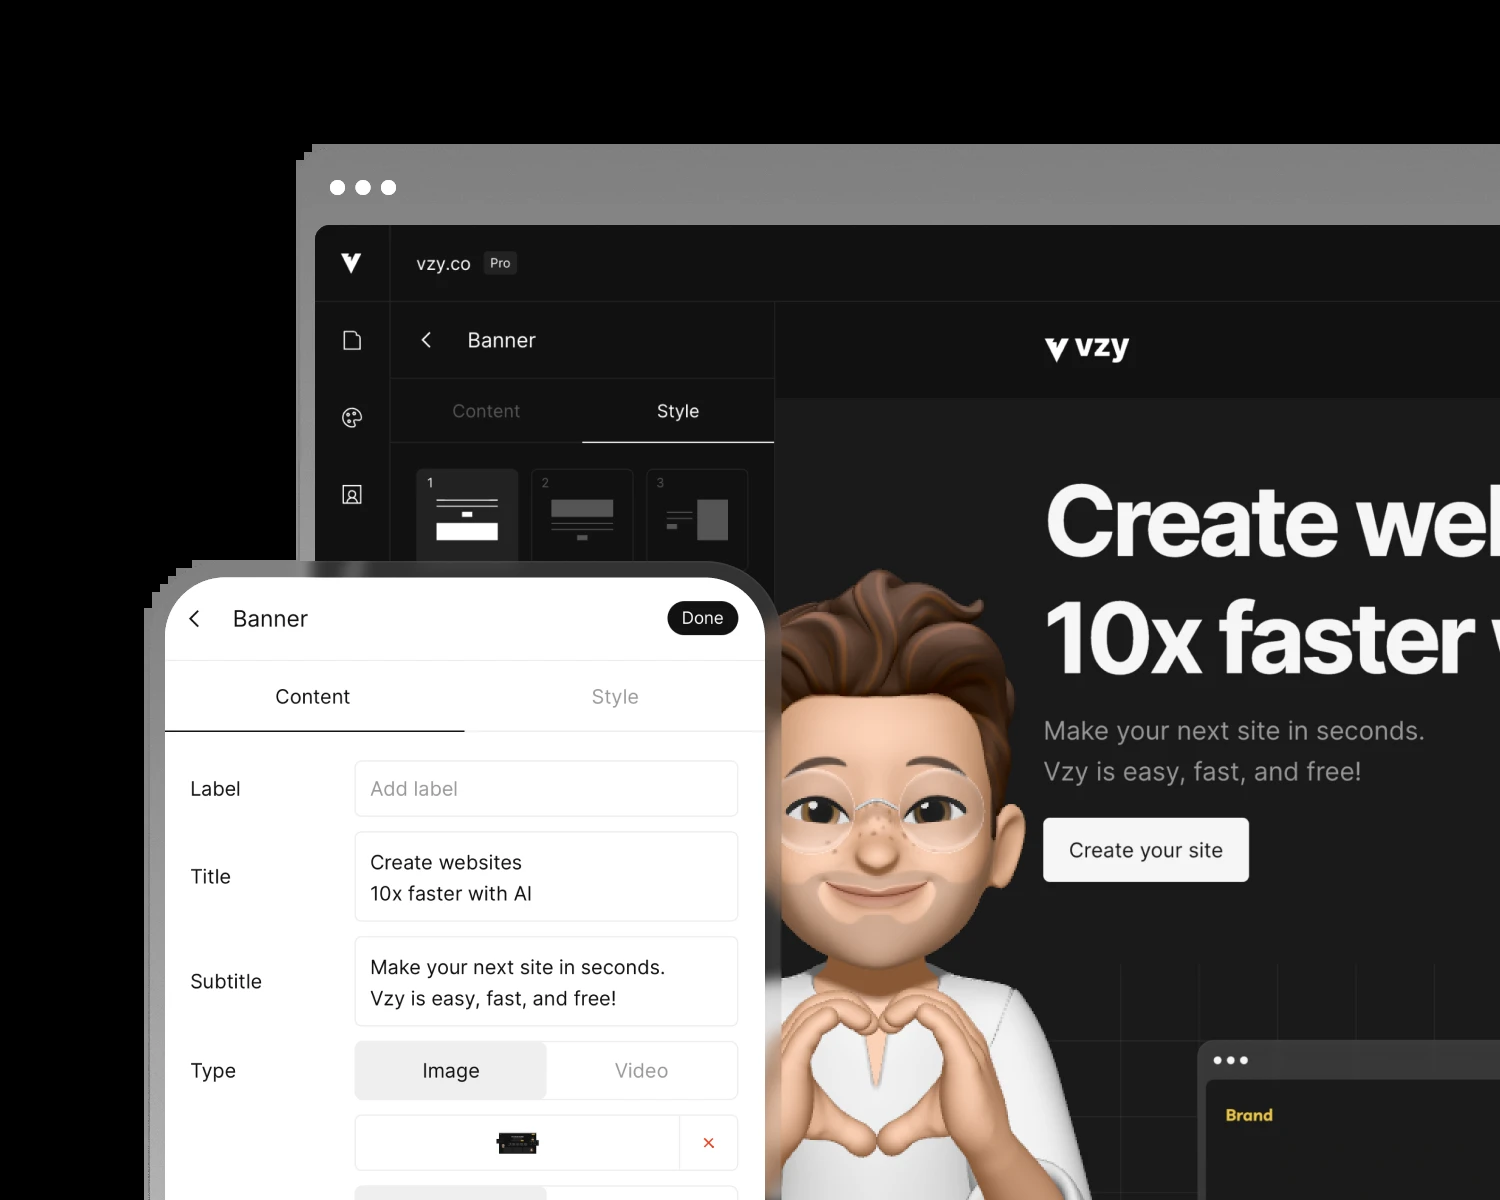 vzy.co Pro
Banner
Content Style
1 2 3
vzy
Create we
10x faster
Make your next site in seconds.
Vzy is easy, fast, and free!
Create your site
Brand
Banner Done
Content Style
Label Add label
Title Create websites
10x faster with AI
Subtitle Make your next site in seconds.
Vzy is easy, fast, and free!
Type Image Video